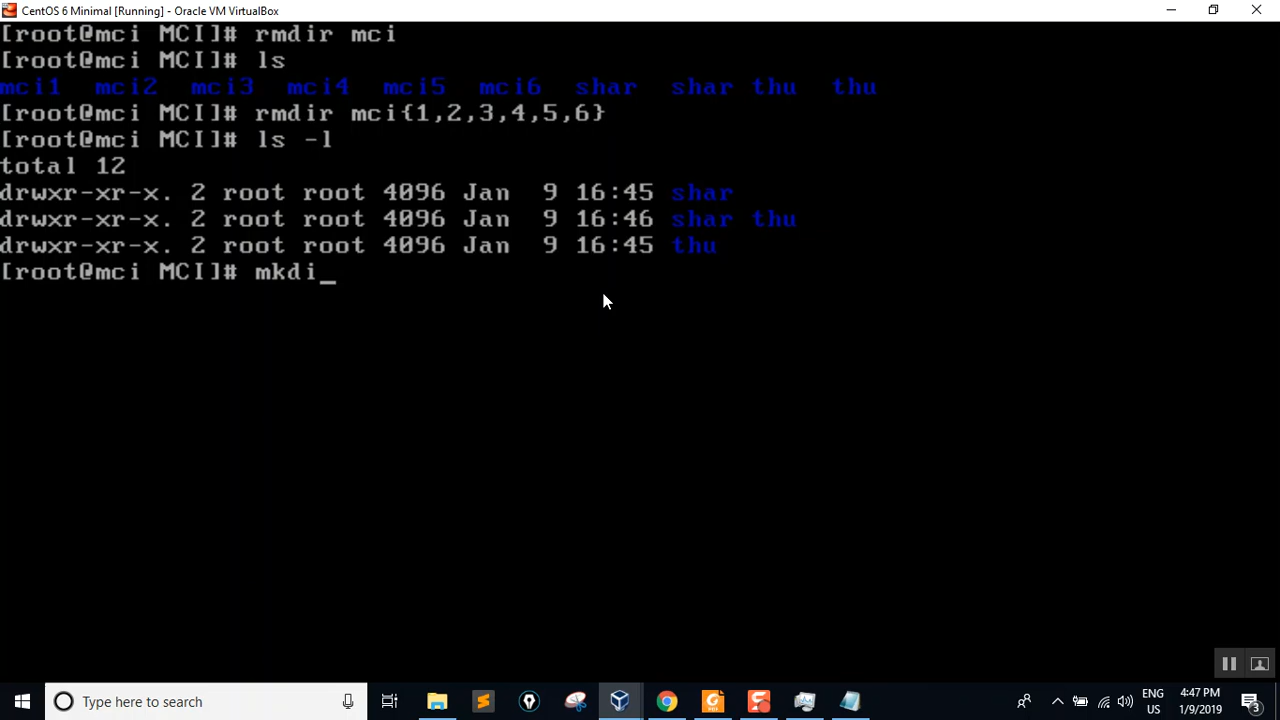 CentOS 6 Minimal [Running] - Oracle VM VirtualBox
[root@mci MCI]# rmdir mci
[root@mci MCI]# ls
mci1  mci2  mci3  mci4  mci5  mci6  shar  shar thu  thu
[root@mci MCI]# rmdir mci{1,2,3,4,5,6}
[root@mci MCI]# ls -l
total 12
drwxr-xr-x. 2 root root 4096 Jan  9 16:45 shar
drwxr-xr-x. 2 root root 4096 Jan  9 16:46 shar thu
drwxr-xr-x. 2 root root 4096 Jan  9 16:45 thu
[root@mci MCI]# mkdi_
Type here to search
ENG
US
4:47 PM
1/9/2019
3